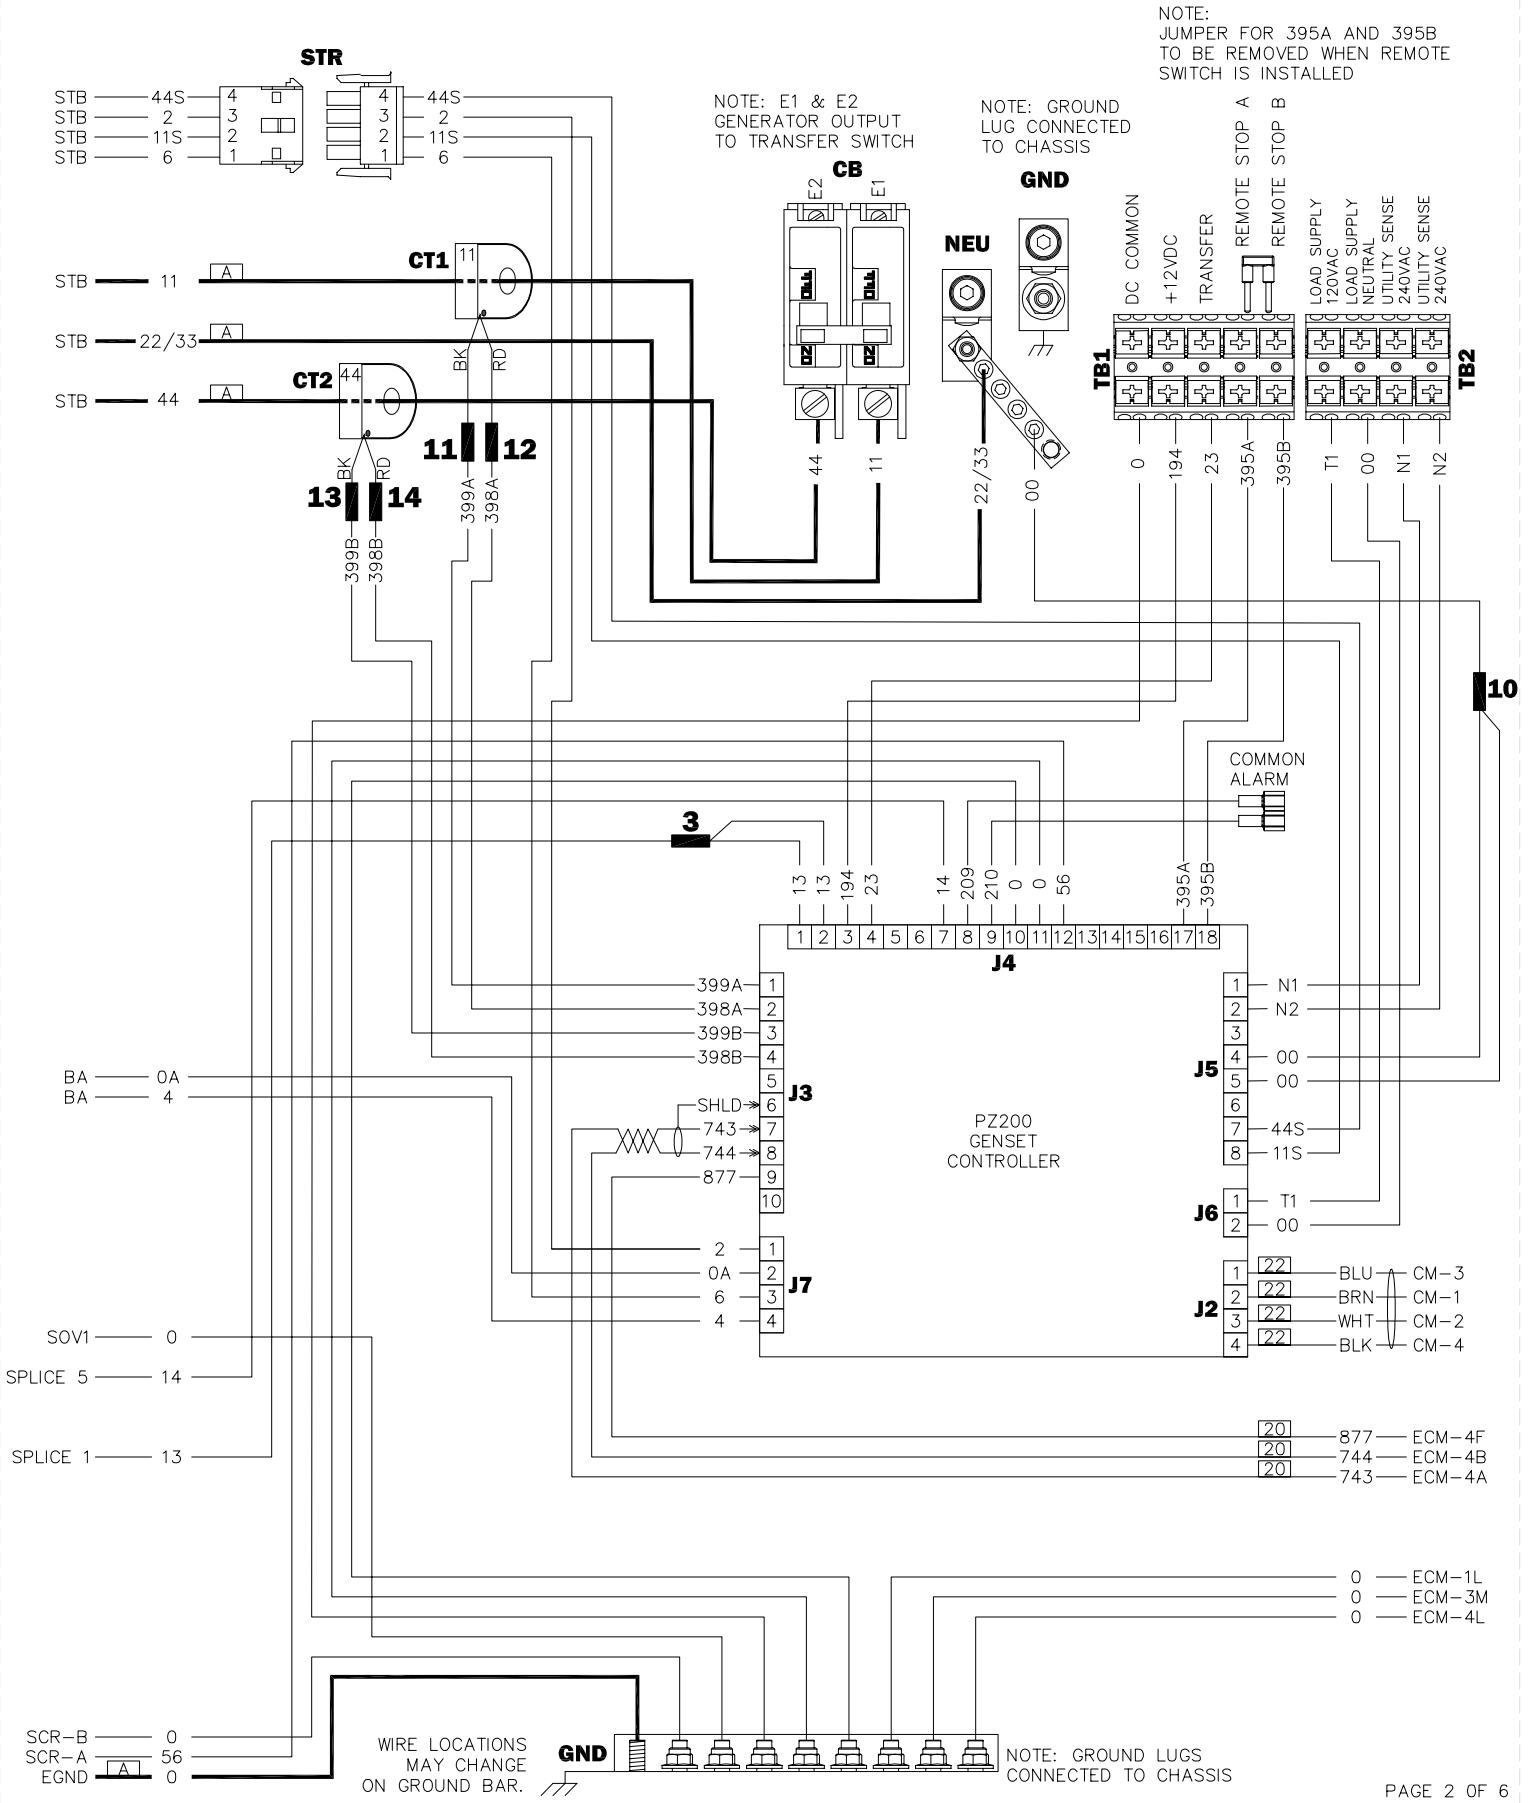 NOTE:
JUMPER FOR 395A AND 395B
TO BE REMOVED WHEN REMOTE
SWITCH IS INSTALLED
STR
STB 44S 4 4 44S
STB 2 3 3 2
STB 11S 2 2 11S
STB 6 1 1 6
NOTE: E1 & E2
GENERATOR OUTPUT
TO TRANSFER SWITCH
CB
E2
E1
NOTE: GROUND
LUG CONNECTED
TO CHASSIS
GND
NEU
DC COMMON
+12VDC
TRANSFER
REMOTE STOP A
REMOTE STOP B
LOAD SUPPLY
120VAC
LOAD SUPPLY
NEUTRAL
UTILITY SENSE
240VAC
UTILITY SENSE
240VAC
CT1
11
STB 11 A
STB 22/33 A
CT2
44
STB 44 A
OFF
OFF
ON
ON
TB1
TB2
BK
RD
11
12
BK
RD
13
14
399A
398A
399B
398B
44
11
22/33
00
0
194
23
395A
395B
T1
00
N1
N2
10
COMMON
ALARM
3
13
13
194
23
14
209
210
0
0
56
395A
395B
1 2 3 4 5 6 7 8 9 10 11 12 13 14 15 16 17 18
J4
399A 1
398A 2
399B 3
398B 4
5
SHLD 6
743 7
744 8
877 9
10
J3
BA 0A
BA 4
PZ200
GENSET
CONTROLLER
1 N1
2 N2
3
4 00
5 00
6
7 44S
8 11S
J5
1 T1
2 00
J6
2 1
0A 2
6 3
4 4
J7
1 22 BLU CM-3
2 22 BRN CM-1
3 22 WHT CM-2
4 22 BLK CM-4
J2
SOV1 0
SPLICE 5 14
SPLICE 1 13
20 877 ECM-4F
20 744 ECM-4B
20 743 ECM-4A
0 ECM-1L
0 ECM-3M
0 ECM-4L
SCR-B 0
SCR-A 56
EGND A 0
WIRE LOCATIONS
MAY CHANGE
ON GROUND BAR.
GND
NOTE: GROUND LUGS
CONNECTED TO CHASSIS
PAGE 2 OF 6